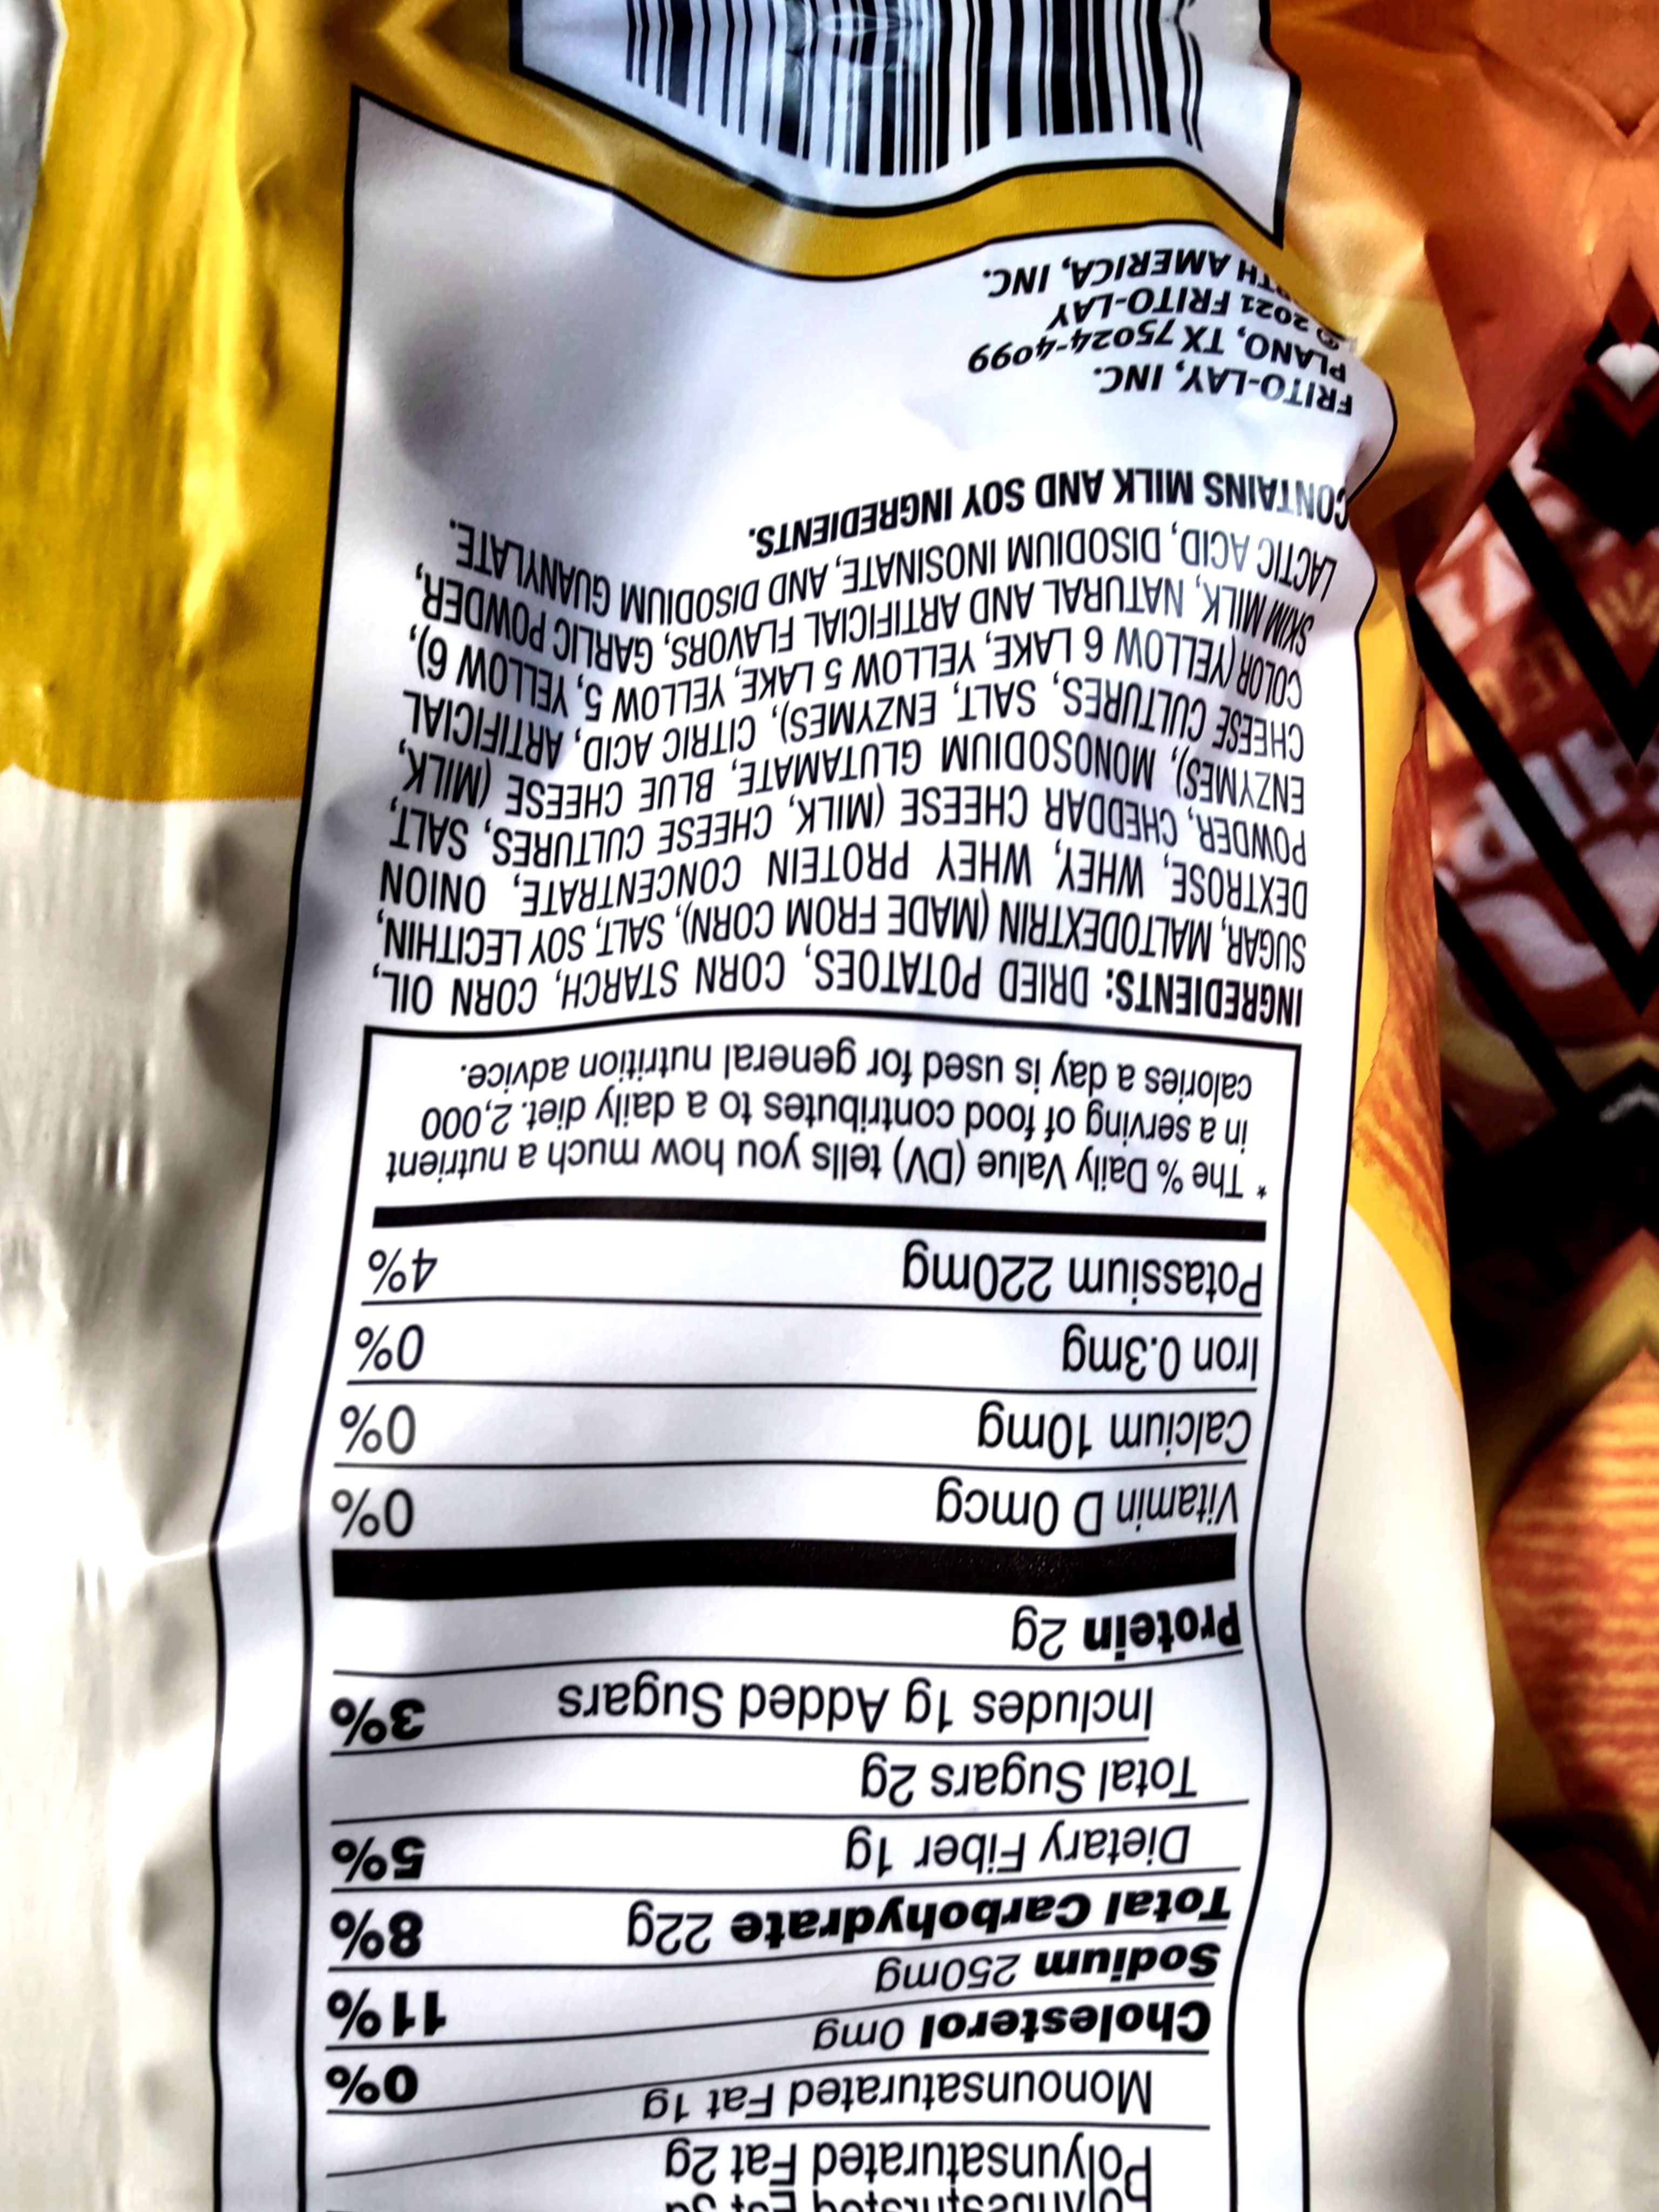 Polyunsaturated Fat 2g
Monounsaturated Fat 1g
Cholesterol 0mg 0%
Sodium 250mg 11%
Total Carbohydrate 22g 8%
Dietary Fiber 1g 5%
Total Sugars 2g
Includes 1g Added Sugars 3%
Protein 2g
Vitamin D 0mcg 0%
Calcium 10mg 0%
Iron 0.3mg 0%
Potassium 220mg 4%
* The % Daily Value (DV) tells you how much a nutrient
in a serving of food contributes to a daily diet. 2,000
calories a day is used for general nutrition advice.
INGREDIENTS: DRIED POTATOES, CORN STARCH, CORN OIL,
SUGAR, MALTODEXTRIN (MADE FROM CORN), SALT, SOY LECITHIN,
DEXTROSE, WHEY, WHEY PROTEIN CONCENTRATE, ONION
POWDER, CHEDDAR CHEESE (MILK, CHEESE CULTURES, SALT,
ENZYMES), MONOSODIUM GLUTAMATE, BLUE CHEESE (MILK,
CHEESE CULTURES, SALT, ENZYMES), CITRIC ACID, ARTIFICIAL
COLOR (YELLOW 6 LAKE, YELLOW 5 LAKE, YELLOW 5, YELLOW 6),
SKIM MILK, NATURAL AND ARTIFICIAL FLAVORS, GARLIC POWDER,
LACTIC ACID, DISODIUM INOSINATE, AND DISODIUM GUANYLATE.
CONTAINS MILK AND SOY INGREDIENTS.
FRITO-LAY, INC.
PLANO, TX 75024-4099
© 2021 FRITO-LAY
TH AMERICA, INC.